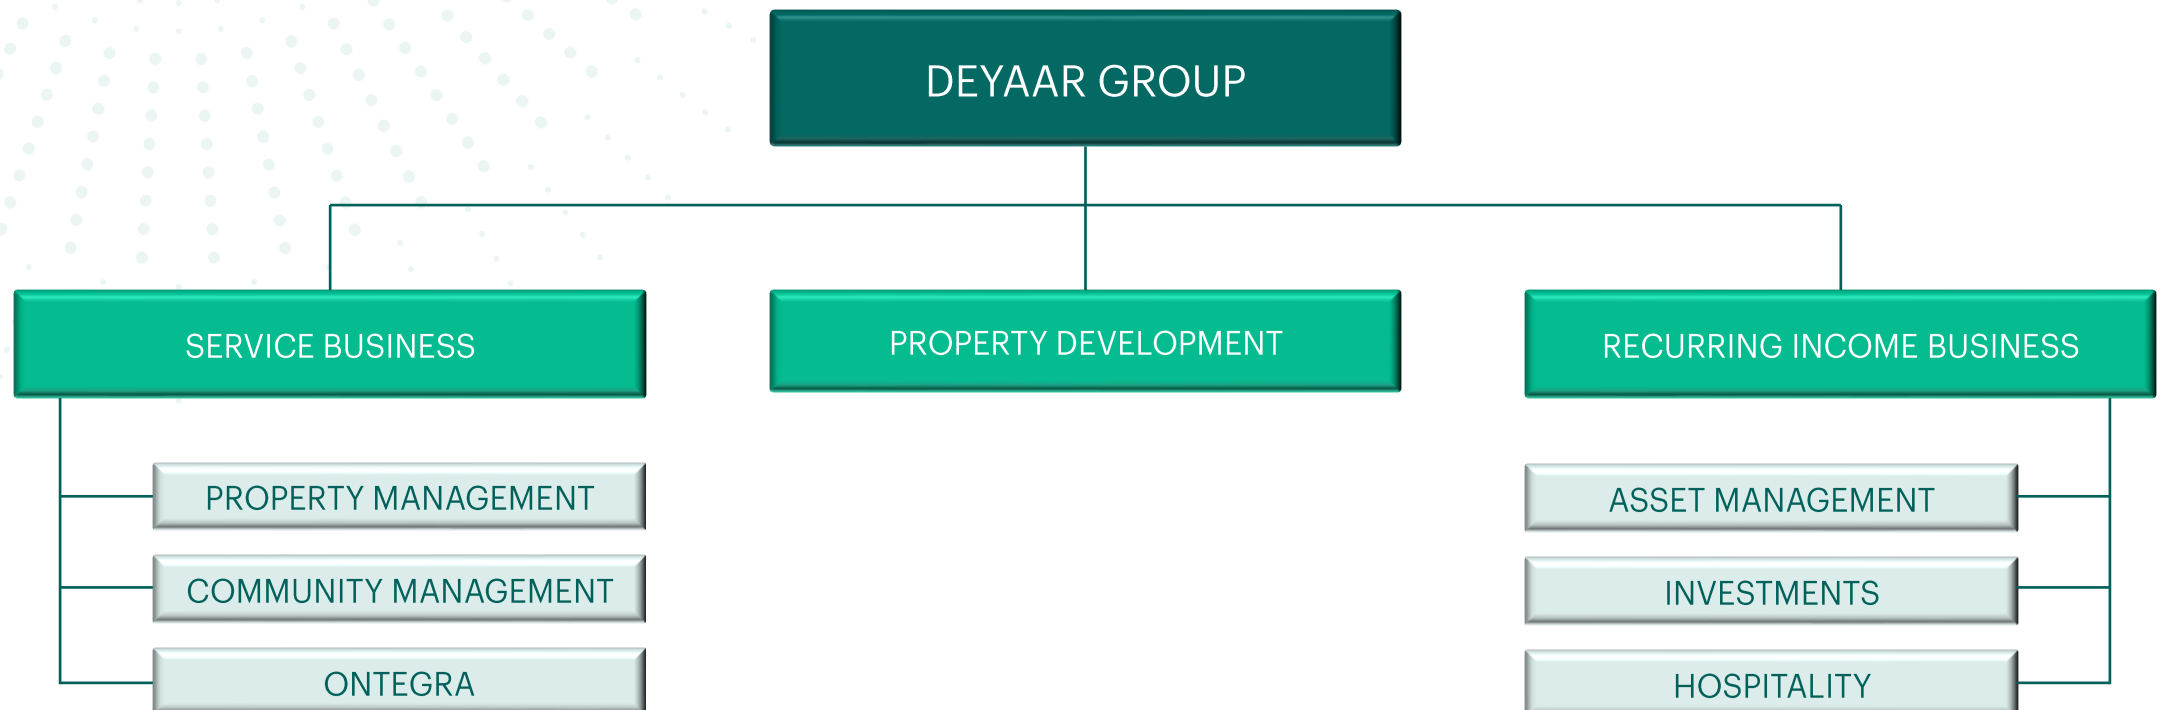 DEYAAR GROUP
SERVICE BUSINESS
PROPERTY DEVELOPMENT
RECURRING INCOME BUSINESS
PROPERTY MANAGEMENT
COMMUNITY MANAGEMENT
ONTEGRA
ASSET MANAGEMENT
INVESTMENTS
HOSPITALITY